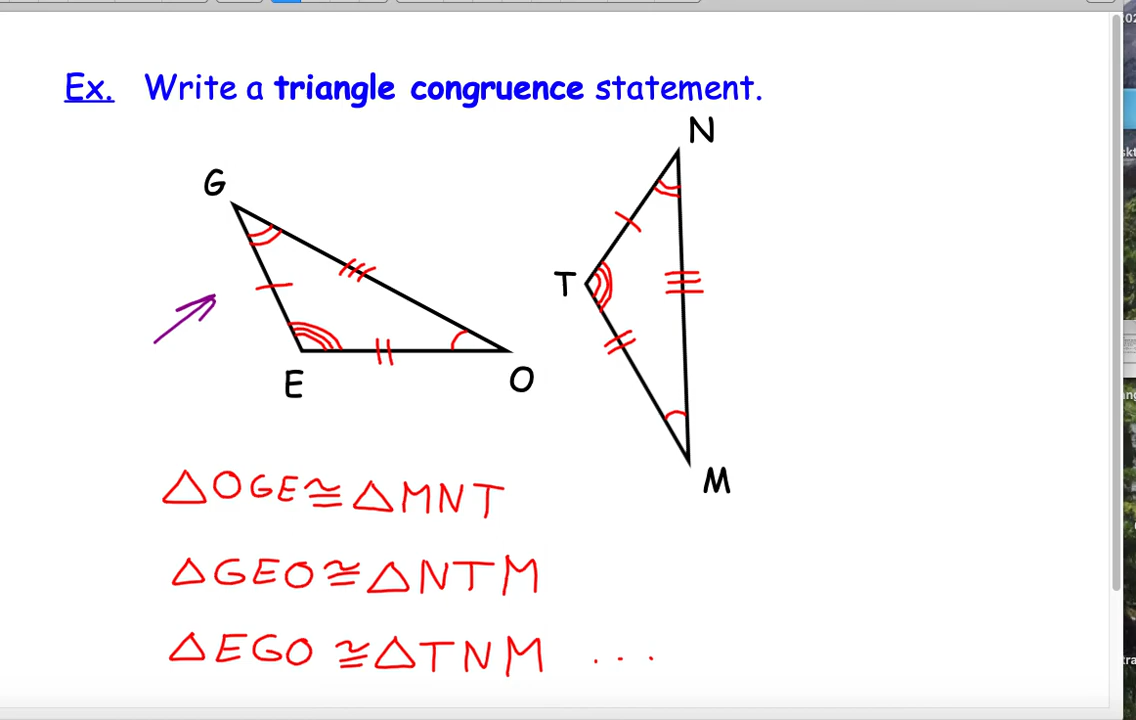 Ex. Write a triangle congruence statement.
N
G
T
E
O
M
△OGE≅△MNT
△GEO≅△NTM
△EGO ≅△TNM ...